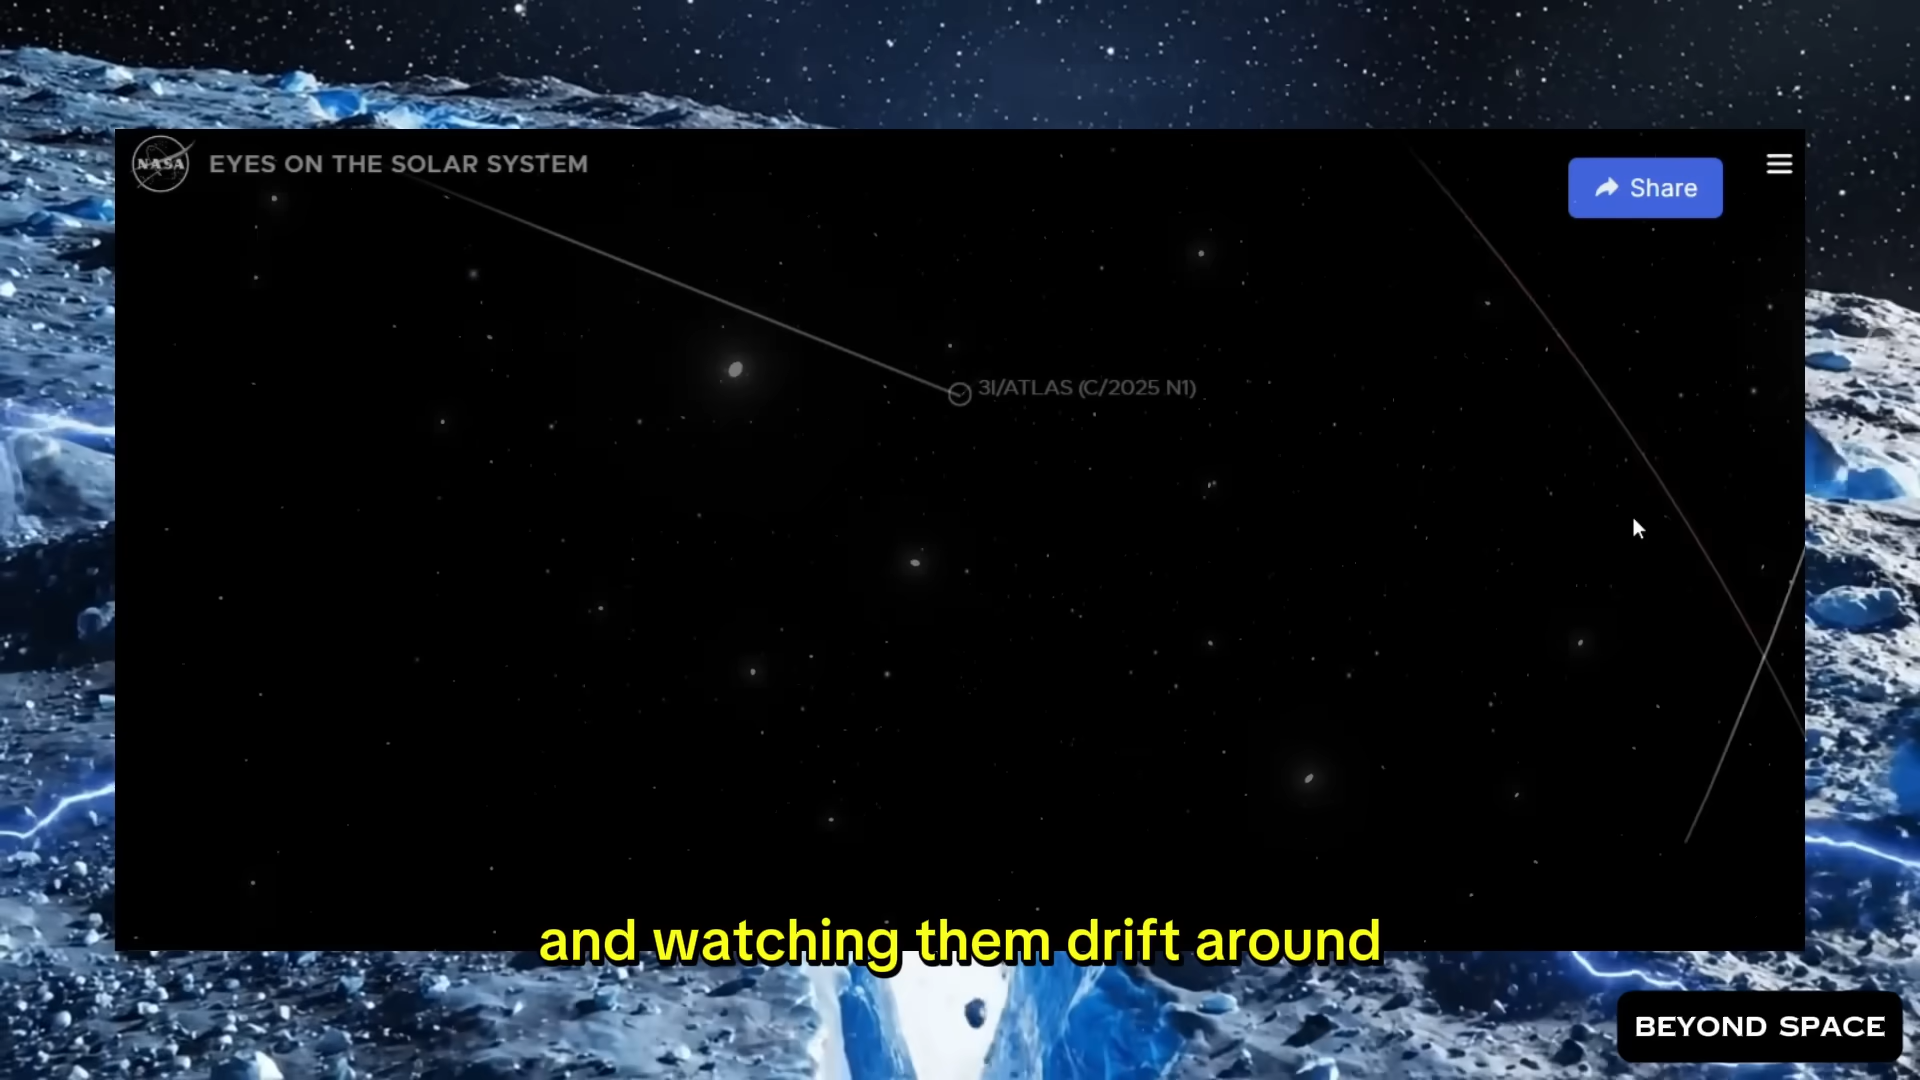 NASA
EYES ON THE SOLAR SYSTEM
Share
3I/ATLAS (C/2025 N1)
and watching them drift around
BEYOND SPACE